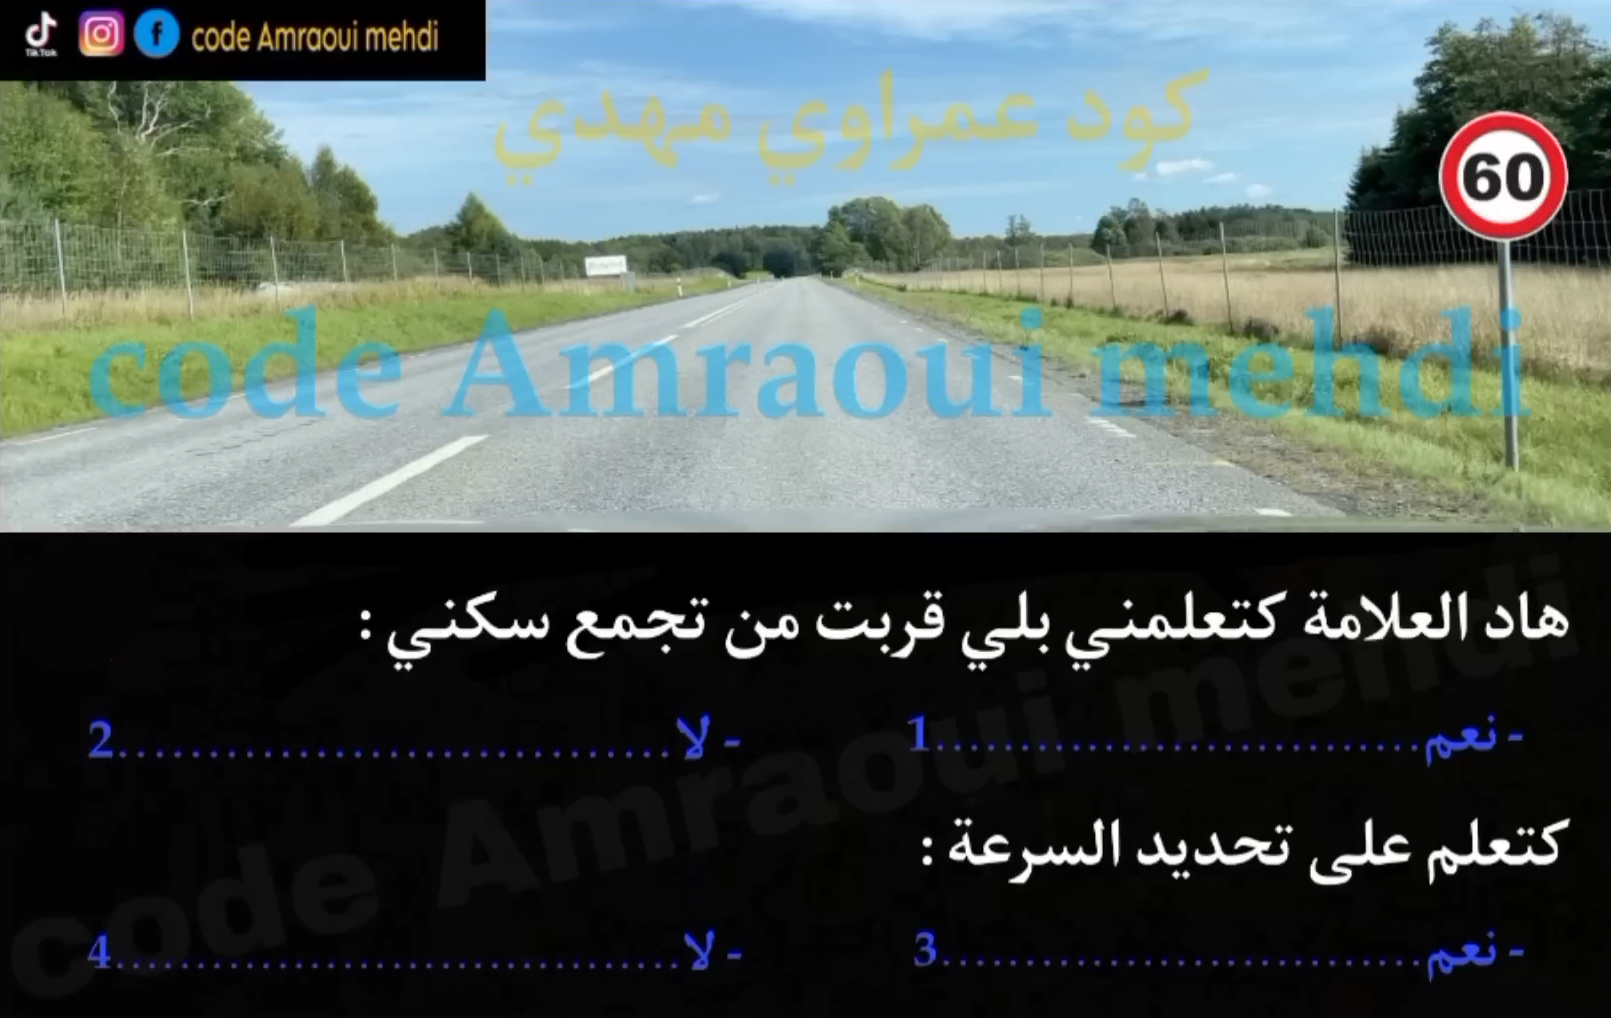 TikTok
code Amraoui mehdi
كود عمراوي مهدي
60
code Amraoui mehdi
هاد العلامة كتعلمني بلي قربت من تجمع سكني :
- نعم..............................1 - لا..................................2
كتعلم على تحديد السرعة :
- نعم..............................3 - لا..................................4
code Amraoui mehdi